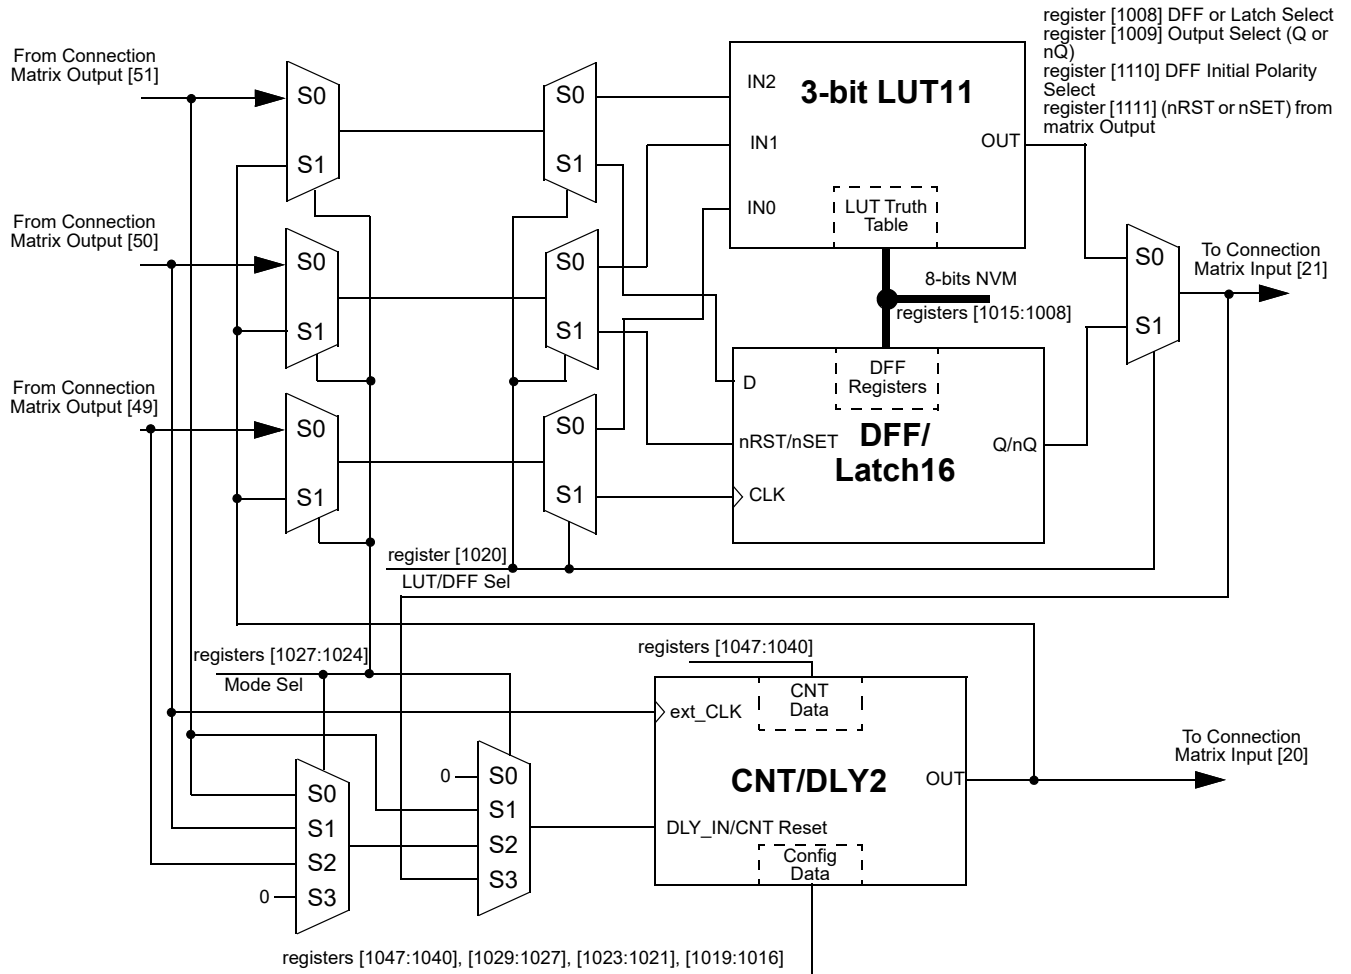 register [1008] DFF or Latch Select
register [1009] Output Select (Q or
nQ)
register [1110] DFF Initial Polarity
Select
register [1111] (nRST or nSET) from
matrix Output
From Connection
Matrix Output [51]
S0
S1
S0
S1
IN2
IN1
IN0
3-bit LUT11
OUT
LUT Truth
Table
From Connection
Matrix Output [50]
S0
S1
S0
S1
8-bits NVM
registers [1015:1008]
S0
S1
To Connection
Matrix Input [21]
From Connection
Matrix Output [49]
S0
S1
S0
S1
D
nRST/nSET
CLK
DFF
Registers
DFF/
Latch16
Q/nQ
register [1020]
LUT/DFF Sel
registers [1027:1024]
Mode Sel
registers [1047:1040]
CNT
Data
ext_CLK
CNT/DLY2
OUT
DLY_IN/CNT Reset
Config
Data
To Connection
Matrix Input [20]
S0
S1
S2
0
S3
0
S0
S1
S2
S3
registers [1047:1040], [1029:1027], [1023:1021], [1019:1016]